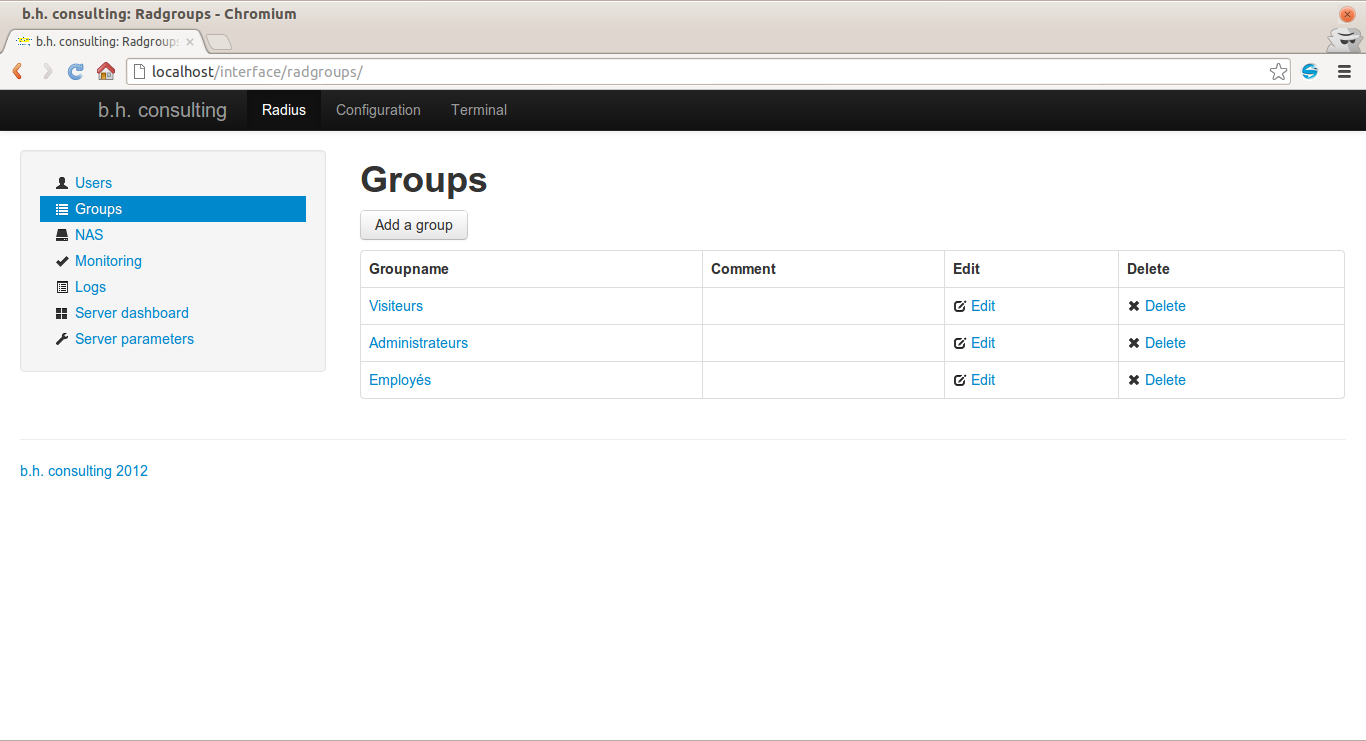 b.h. consulting: Radgroups - Chromium
b.h. consulting: Radgroups
localhost/interface/radgroups/
b.h. consulting Radius Configuration Terminal
Users
Groups
NAS
Monitoring
Logs
Server dashboard
Server parameters
Groups
Add a group
Groupname Comment Edit Delete
Visiteurs Edit Delete
Administrateurs Edit Delete
Employés Edit Delete
b.h. consulting 2012